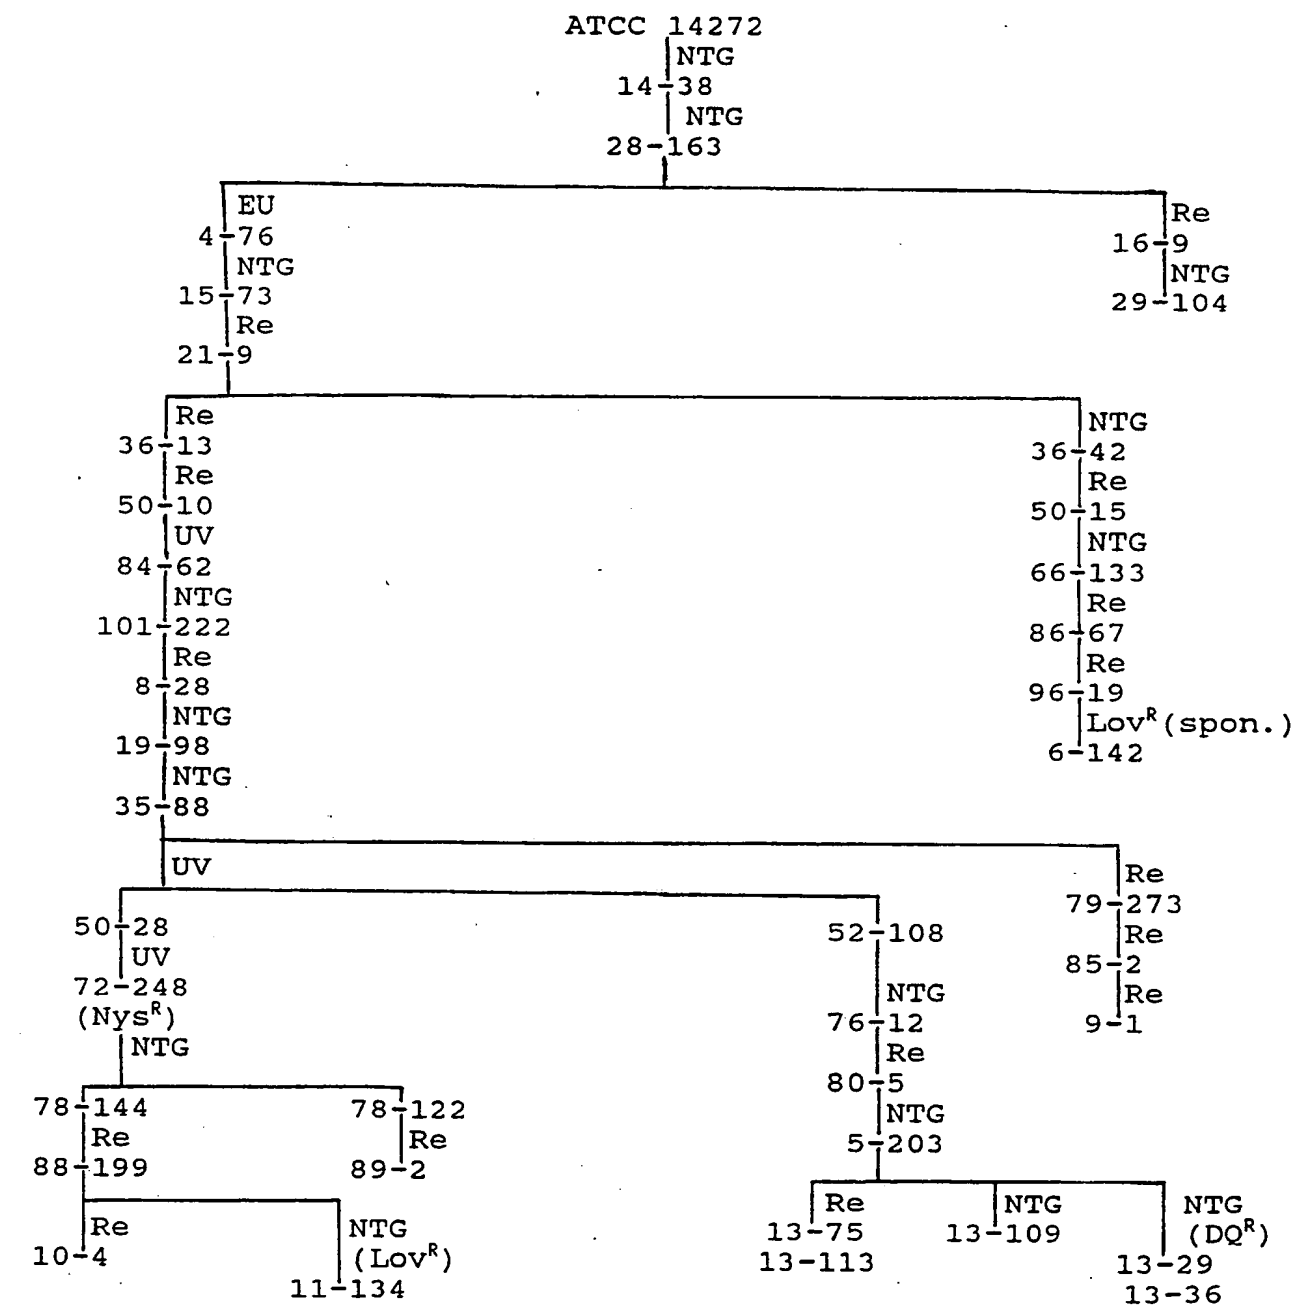 ATCC 14272
NTG
14-38
NTG
28-163
EU
4-76
NTG
15-73
Re
21-9
Re
16-9
NTG
29-104
Re
36-13
Re
50-10
UV
84-62
NTG
101-222
Re
8-28
NTG
19-98
NTG
35-88
NTG
36-42
Re
50-15
NTG
66-133
Re
86-67
Re
96-19
Lovᴿ(spon.)
6-142
UV
50-28
UV
72-248
(Nysᴿ)
NTG
78-144
Re
88-199
Re
10-4
NTG
(Lovᴿ)
11-134
78-122
Re
89-2
52-108
NTG
76-12
Re
80-5
NTG
5-203
Re
13-75
13-113
NTG
13-109
NTG
(DQᴿ)
13-29
13-36
Re
79-273
Re
85-2
Re
9-1